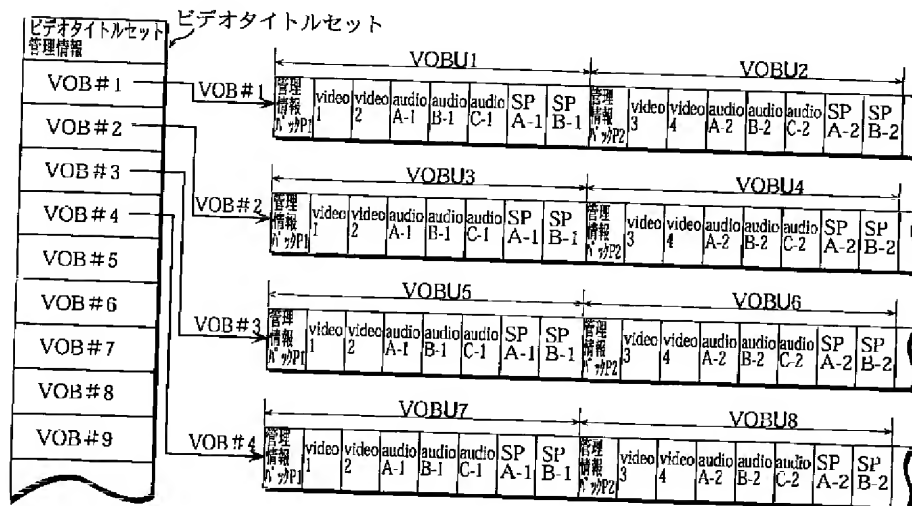 ビデオタイトルセット
ビデオタイトルセット
管理情報
VOB#1
VOB#2
VOB#3
VOB#4
VOB#5
VOB#6
VOB#7
VOB#8
VOB#9
VOB#1
VOBU1
VOBU2
管理 video video audio audio audio SP SP 管理 video video audio audio audio SP SP
情報 1 2 A-1 B-1 C-1 A-1 B-1 情報 3 4 A-2 B-2 C-2 A-2 B-2
パックP1 パックP2
VOB#2
VOBU3
VOBU4
管理 video video audio audio audio SP SP 管理 video video audio audio audio SP SP
情報 1 2 A-1 B-1 C-1 A-1 B-1 情報 3 4 A-2 B-2 C-2 A-2 B-2
パックP1 パックP2
VOB#3
VOBU5
VOBU6
管理 video video audio audio audio SP SP 管理 video video audio audio audio SP SP
情報 1 2 A-1 B-1 C-1 A-1 B-1 情報 3 4 A-2 B-2 C-2 A-2 B-2
パックP1 パックP2
VOB#4
VOBU7
VOBU8
管理 video video audio audio audio SP SP 管理 video video audio audio audio SP SP
情報 1 2 A-1 B-1 C-1 A-1 B-1 情報 3 4 A-2 B-2 C-2 A-2 B-2
パックP1 パックP2